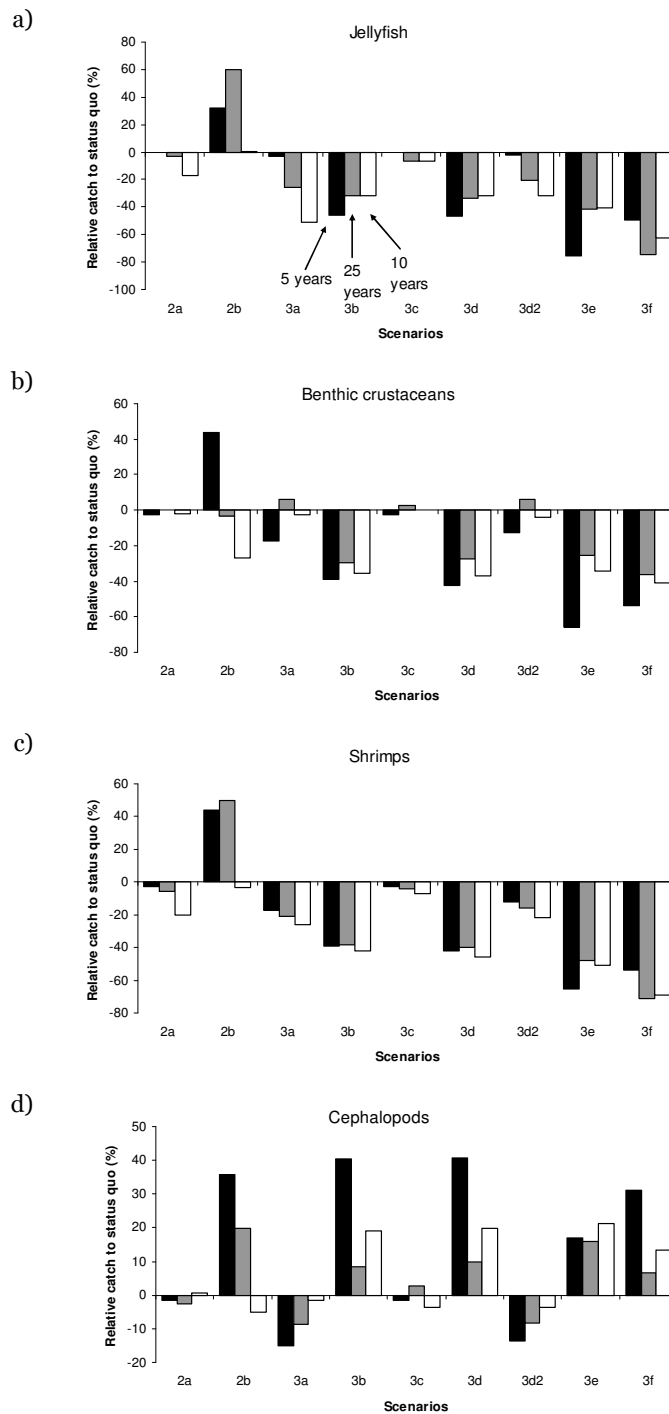 a)
Jellyfish
Relative catch to status quo (%)
80
60
40
20
0
-20
-40
-60
-80
-100
5 years
25
years
10
years
2a 2b 3a 3b 3c 3d 3d2 3e 3f
Scenarios
b)
Benthic crustaceans
Relative catch to status quo (%)
60
40
20
0
-20
-40
-60
-80
2a 2b 3a 3b 3c 3d 3d2 3e 3f
Scenarios
c)
Shrimps
Relative catch to status quo (%)
60
40
20
0
-20
-40
-60
-80
2a 2b 3a 3b 3c 3d 3d2 3e 3f
Scenarios
d)
Cephalopods
Relative catch to status quo (%)
50
40
30
20
10
0
-10
-20
2a 2b 3a 3b 3c 3d 3d2 3e 3f
Scenarios